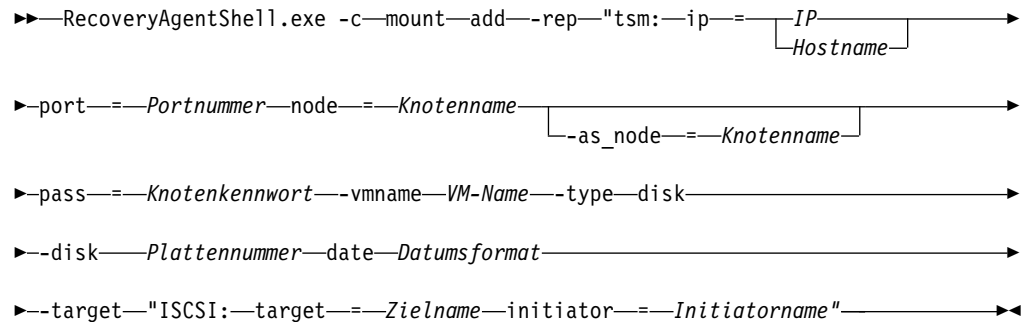 ►►—RecoveryAgentShell.exe -c—mount—add—-rep—"tsm:—ip—=—IP—►
Hostname
►—port—=—Portnummer—node—=—Knotenname—►
-as_node—=—Knotenname
►—pass—=—Knotenkennwort—-vmname—VM-Name—-type—disk—►
►—-disk—Plattennummer—date—Datumsformat—►
►—-target—"ISCSI:—target—=—Zielname—initiator—=—Initiatorname"—►◄